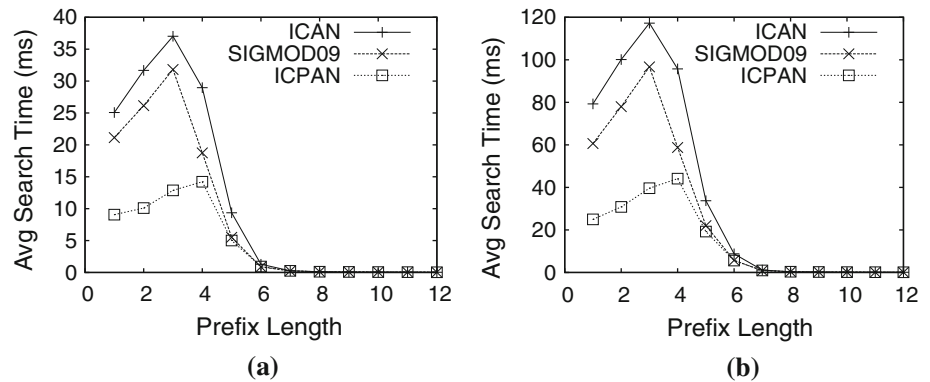 40
35
30
25
20
15
10
5
0
Avg Search Time (ms)
ICAN
SIGMOD09
ICPAN
0 2 4 6 8 10 12
Prefix Length
(a)
120
100
80
60
40
20
0
Avg Search Time (ms)
ICAN
SIGMOD09
ICPAN
0 2 4 6 8 10 12
Prefix Length
(b)